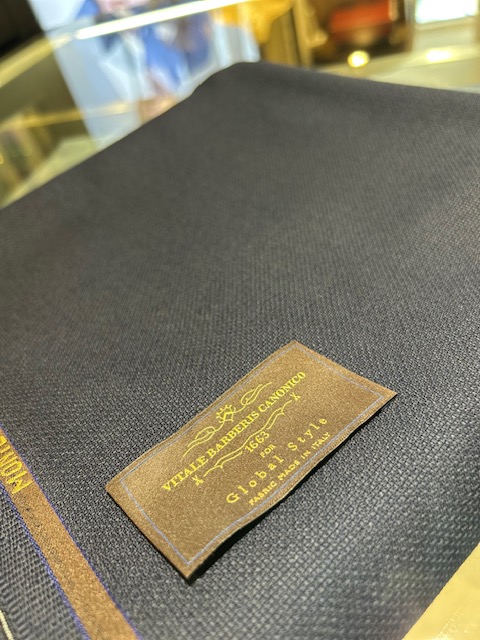 VITALE BARBERIS CANONICO
1663
FOR
Global Style
FABRIC MADE IN ITALY